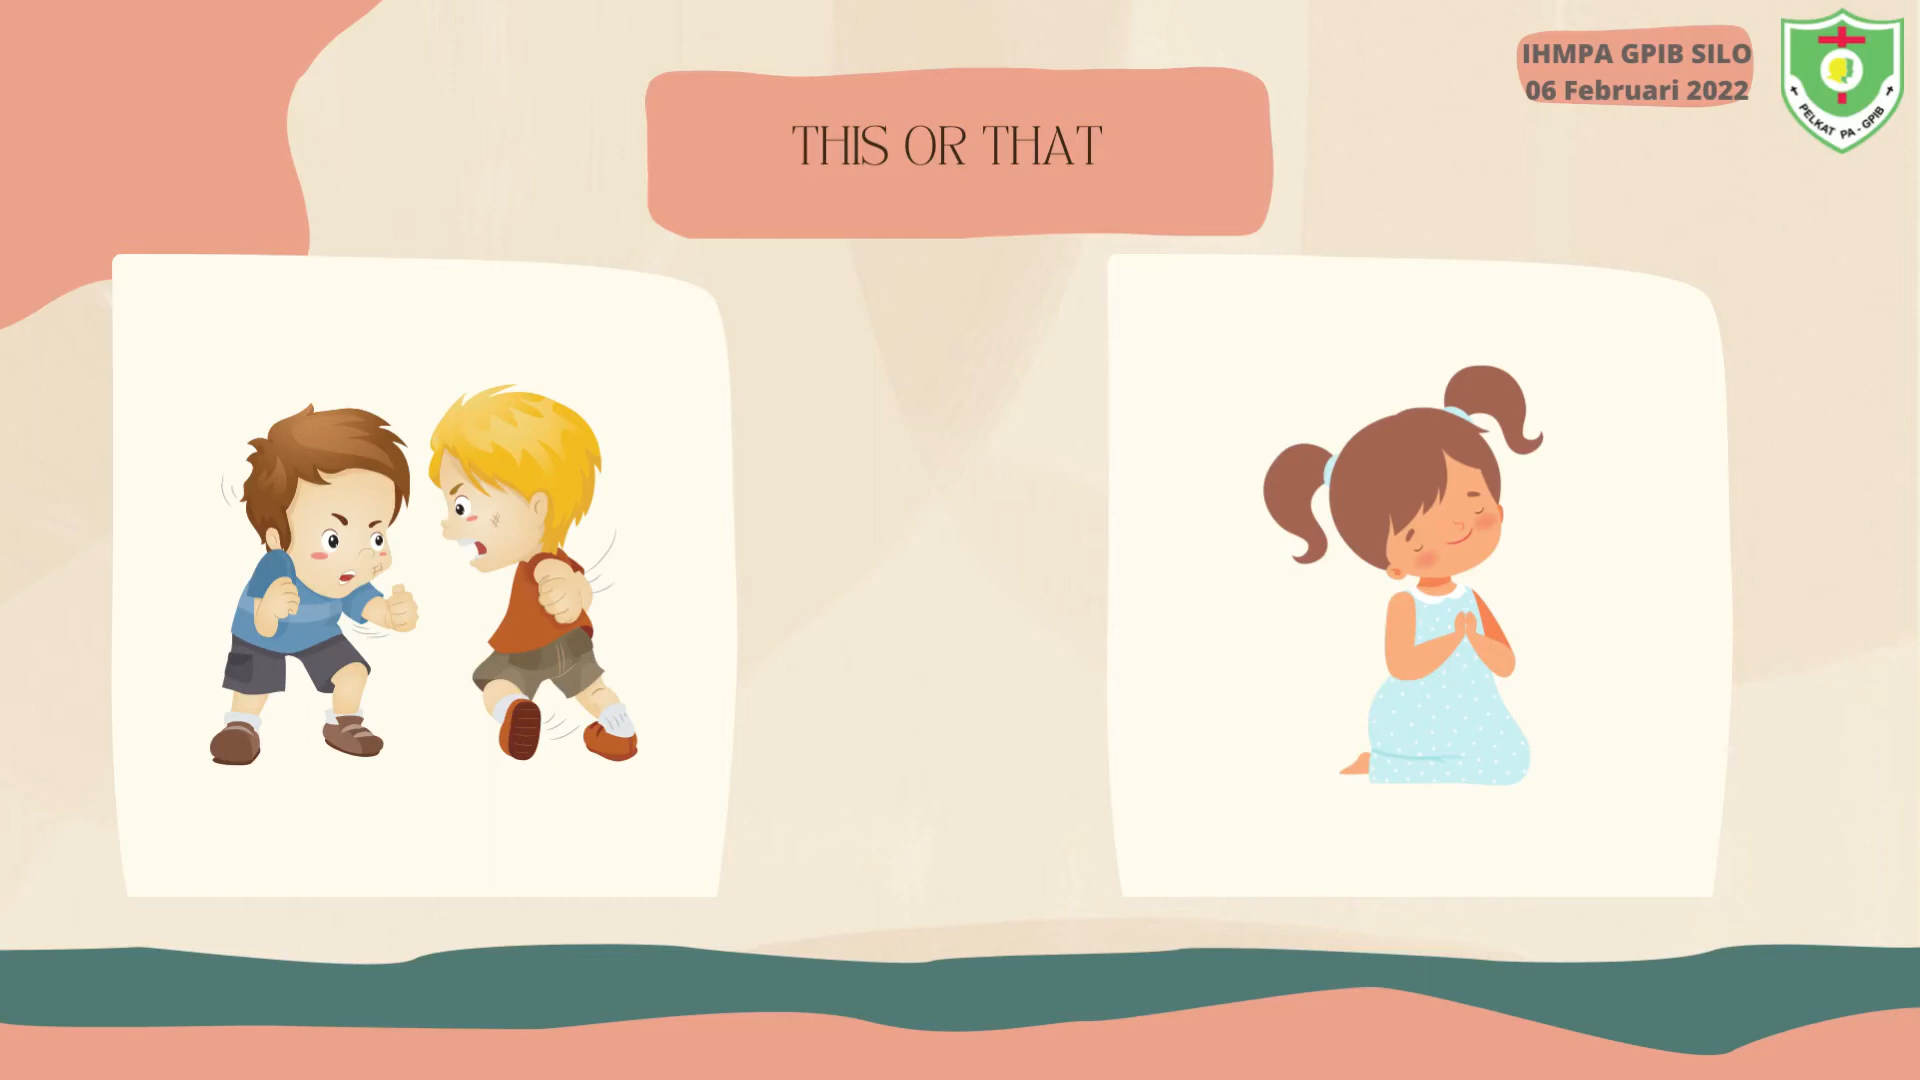 THIS OR THAT
IHMPA GPIB SILO
06 Februari 2022
PELKAT PA - GPIB